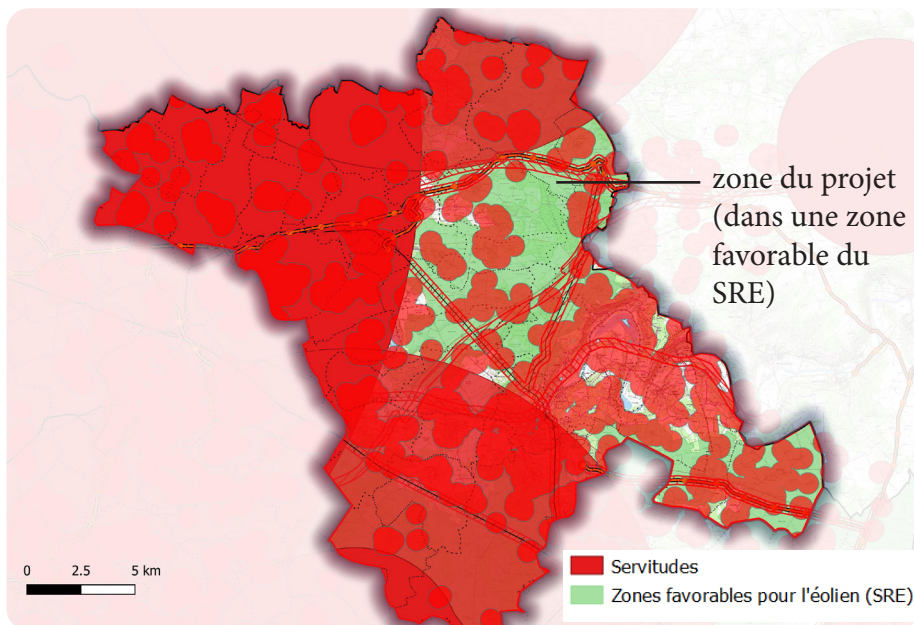 zone du projet
(dans une zone
favorable du
SRE)
0 2.5 5 km
Servitudes
Zones favorables pour l'éolien (SRE)